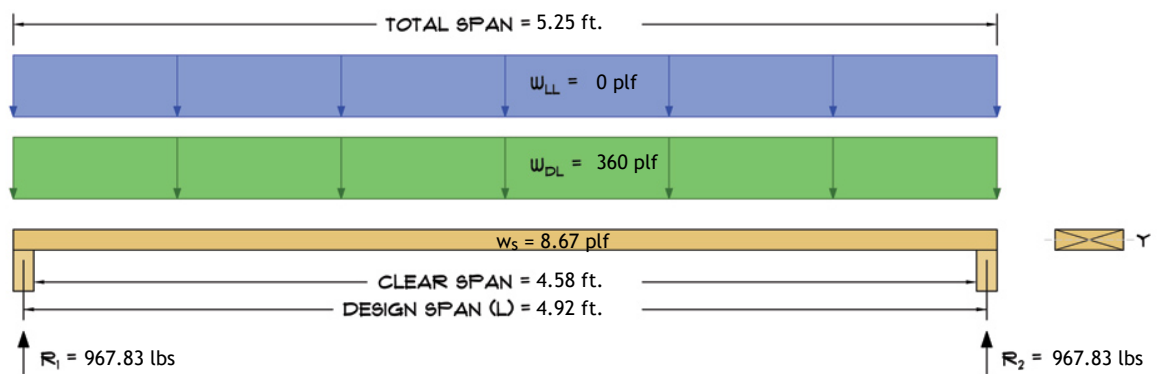 TOTAL SPAN = 5.25 ft.
wLL = 0 plf
wDL = 360 plf
ws = 8.67 plf
Y
CLEAR SPAN = 4.58 ft.
DESIGN SPAN (L) = 4.92 ft.
R1 = 967.83 lbs
R2 = 967.83 lbs